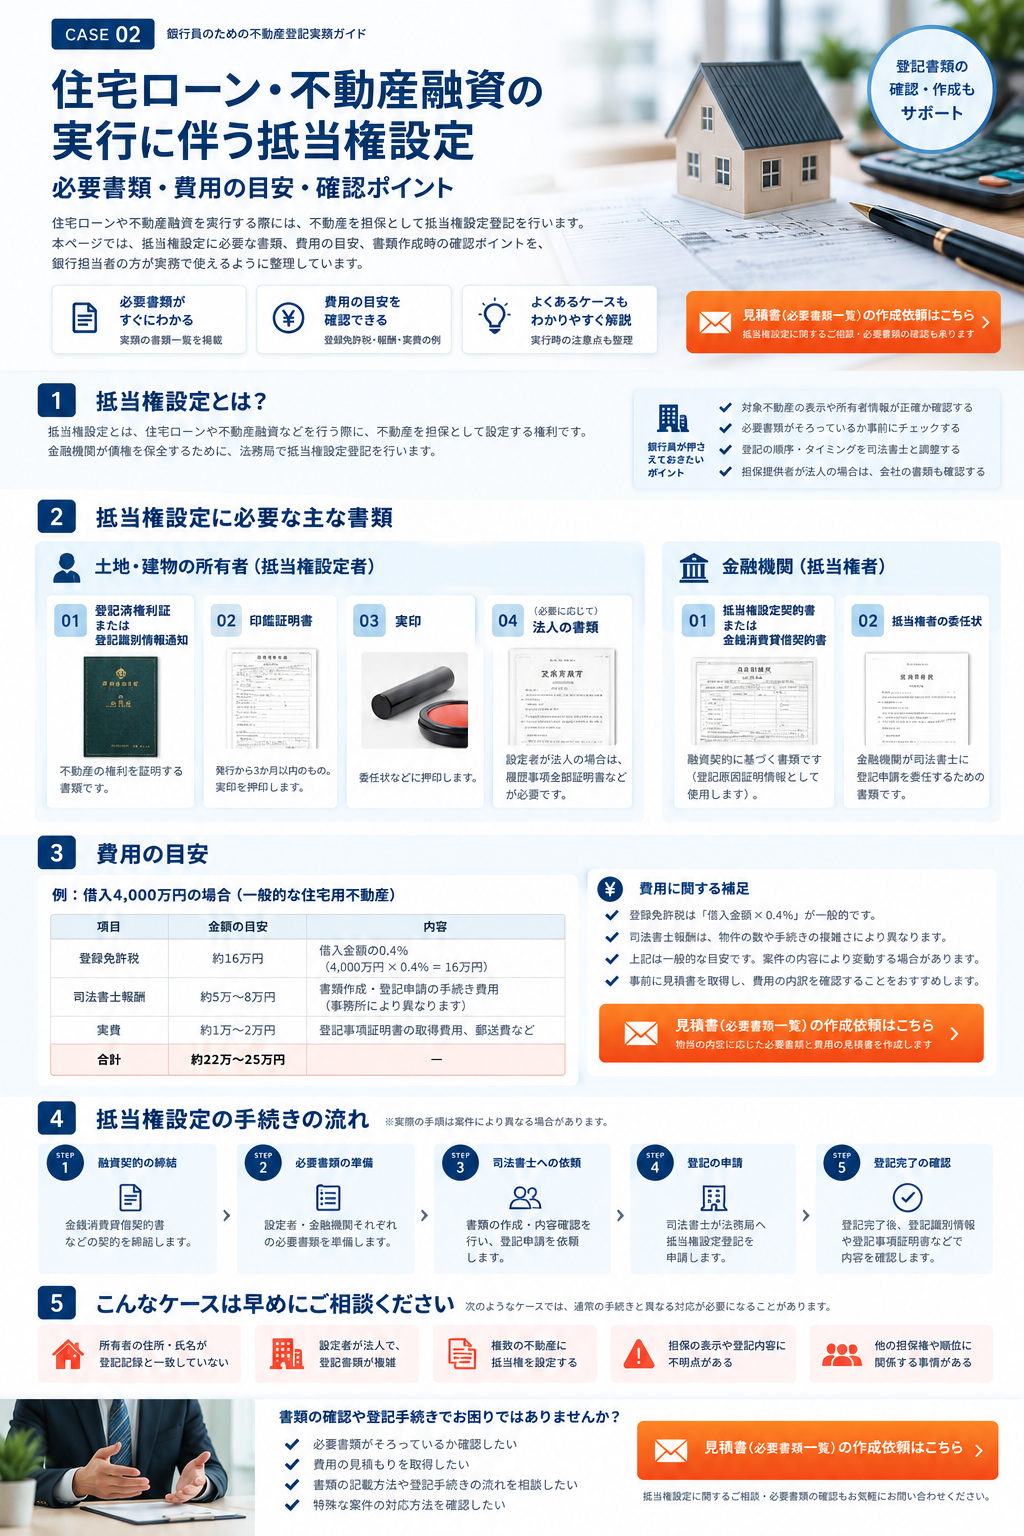 CASE 02
銀行員のための不動産登記実務ガイド
住宅ローン・不動産融資の
実行に伴う抵当権設定
必要書類・費用の目安・確認ポイント
住宅ローンや不動産融資を実行する際には、不動産を担保として抵当権設定登記を行います。
本ページでは、抵当権設定に必要な書類、費用の目安、書類作成時の確認ポイントを、
銀行担当者の方が実務で使えるように整理しています。
登記書類の
確認・作成も
サポート
必要書類が
すぐにわかる
実類の書類一覧を掲載
費用の目安を
確認できる
登録免許税・報酬・実費の例
よくあるケースも
わかりやすく解説
実行時の注意点も整理
見積書(必要書類一覧)の作成依頼はこちら
抵当権設定に関するご相談・必要書類の確認も承ります
1 抵当権設定とは？
抵当権設定とは、住宅ローンや不動産融資などを行う際に、不動産を担保として設定する権利です。
金融機関が債権を保全するために、法務局で抵当権設定登記を行います。
銀行員が押さ
えておきたい
ポイント
対象不動産の表示や所有者情報が正確か確認する
必要書類がそろっているか事前にチェックする
登記の順序・タイミングを司法書士と調整する
担保提供者が法人の場合は、会社の書類も確認する
2 抵当権設定に必要な主な書類
土地・建物の所有者（抵当権設定者）
01
登記済権利証
または
登記識別情報通知
不動産の権利を証明する
書類です。
02 印鑑証明書
発行から3か月以内のもの。
実印を押印します。
03 実印
委任状などに押印します。
04
（必要に応じて）
法人の書類
設定者が法人の場合は、
履歴事項全部証明書など
が必要です。
金融機関（抵当権者）
01
抵当権設定契約書
または
金銭消費貸借契約書
融資契約に基づく書類です
（登記原因証明情報として
使用します）。
02 抵当権者の委任状
金融機関が司法書士に
登記申請を委任するための
書類です。
3 費用の目安
例：借入4,000万円の場合（一般的な住宅用不動産）
項目 金額の目安 内容
登録免許税 約16万円 借入金額の0.4%
（4,000万円 × 0.4% = 16万円）
司法書士報酬 約5万〜8万円 書類作成・登記申請の手続き費用
（事務所により異なります）
実費 約1万〜2万円 登記事項証明書の取得費用、郵送費など
合計 約22万〜25万円 —
費用に関する補足
登録免許税は「借入金額 × 0.4%」が一般的です。
司法書士報酬は、物件の数や手続きの複雑さにより異なります。
上記は一般的な目安です。案件の内容により変動する場合があります。
事前に見積書を取得し、費用の内訳を確認することをおすすめします。
見積書（必要書類一覧）の作成依頼はこちら
4 抵当権設定の手続きの流れ
※実際の手順は案件により異なる場合があります。
STEP 1 融資契約の締結
金銭消費貸借契約書
などの契約を締結します。
STEP 2 必要書類の準備
設定者・金融機関それぞれ
の必要書類を準備します。
STEP 3 司法書士への依頼
書類の作成・内容確認を
行い、登記申請を依頼
します。
STEP 4 登記の申請
司法書士が法務局へ
抵当権設定登記を
申請します。
STEP 5 登記完了の確認
登記完了後、登記識別情報
や登記事項証明書などで
内容を確認します。
5 こんなケースは早めにご相談ください
次のようなケースでは、通常の手続きと異なる対応が必要になることがあります。
所有者の住所・氏名が
登記記録と一致していない
設定者が法人で、
登記書類が複雑
複数の不動産に
抵当権を設定する
担保の表示や登記内容に
不明点がある
他の担保権や順位に
関係する事情がある
書類の確認や登記手続きでお困りではありませんか？
必要書類がそろっているか確認したい
費用の見積もりを取得したい
書類の記載方法や登記手続きの流れを相談したい
特殊な案件の対応方法を確認したい
見積書（必要書類一覧）の作成依頼はこちら
抵当権設定に関するご相談・必要書類の確認もお気軽にお問い合わせください。